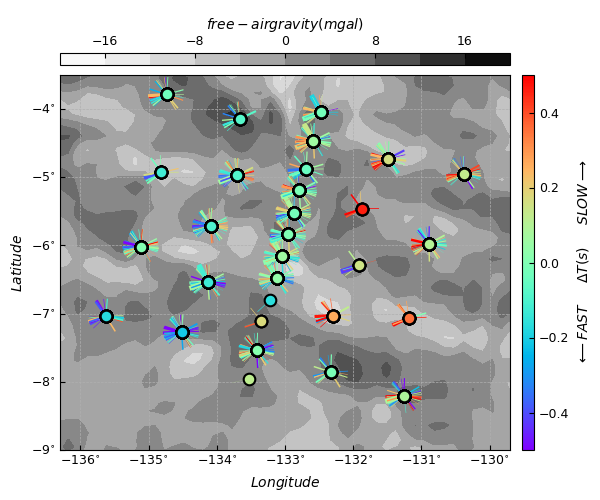 free − airgravity(mgal)
−16 −8 0 8 16
−4°
−5°
−6°
−7°
−8°
−9°
Latitude
−136° −135° −134° −133° −132° −131° −130°
Longitude
0.4
0.2
0.0
−0.2
−0.4
⟵ FAST ΔT(s) SLOW ⟶